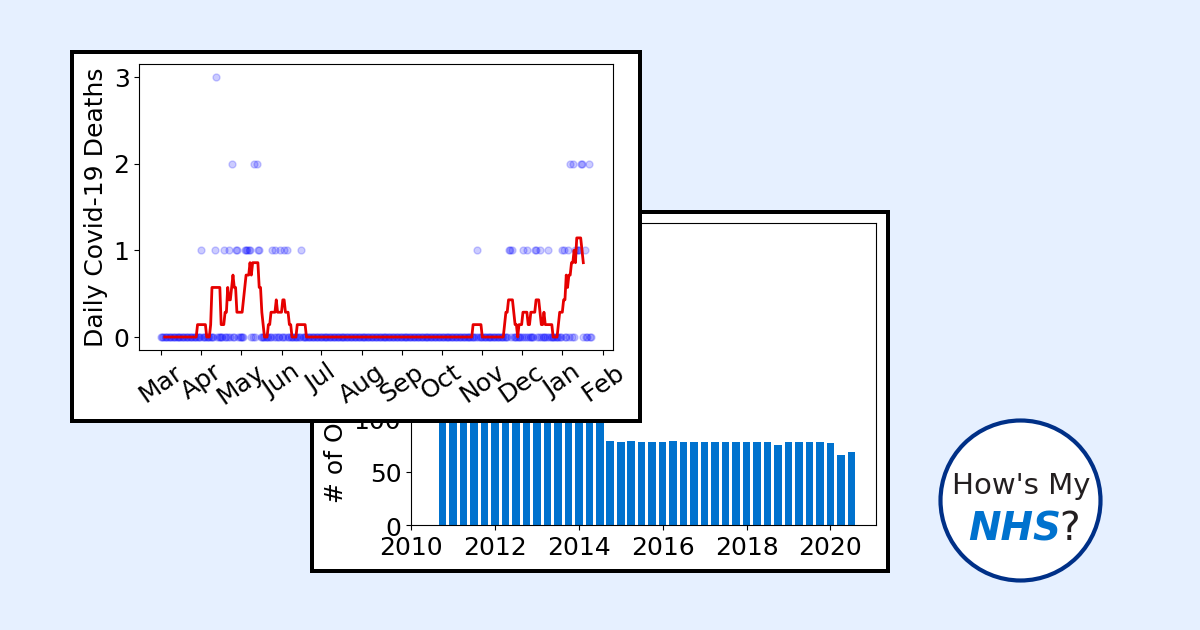 Daily Covid-19 Deaths
3
2
1
0
Mar Apr May Jun Jul Aug Sep Oct Nov Dec Jan Feb
# of O
100
50
0
2010 2012 2014 2016 2018 2020
How's My
NHS?